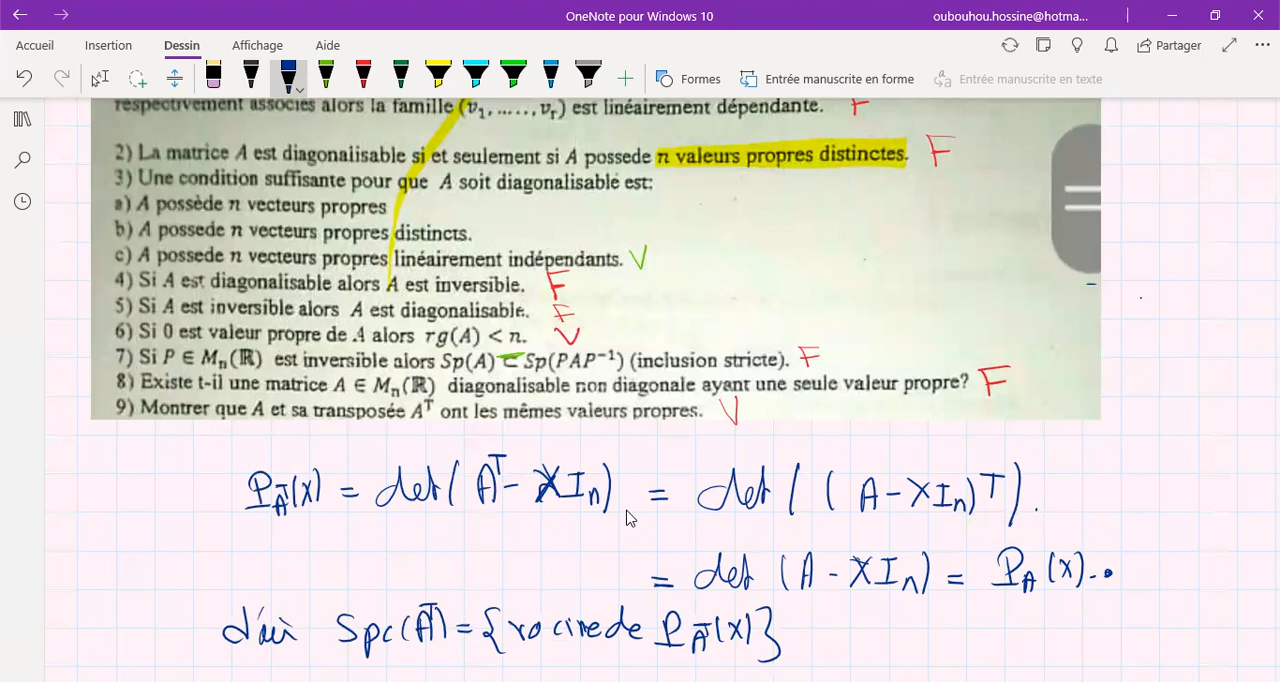 OneNote pour Windows 10
oubouhou.hossine@hotma...
Accueil Insertion Dessin Affichage Aide
Partager
Formes Entrée manuscrite en forme Entrée manuscrite en texte
respectivement associés alors la famille (v₁, ....., vᵣ) est linéairement dépendante. F
2) La matrice A est diagonalisable si et seulement si A possede n valeurs propres distinctes. F
3) Une condition suffisante pour que A soit diagonalisable est:
a) A possède n vecteurs propres
b) A possede n vecteurs propres distincts.
c) A possede n vecteurs propres linéairement indépendants. V
4) Si A est diagonalisable alors A est inversible. F
5) Si A est inversible alors A est diagonalisable. F
6) Si 0 est valeur propre de A alors rg(A) < n. V
7) Si P ∈ Mₙ(ℝ) est inversible alors Sp(A) ⊂ Sp(PAP⁻¹) (inclusion stricte). F
8) Existe t-il une matrice A ∈ Mₙ(ℝ) diagonalisable non diagonale ayant une seule valeur propre? F
9) Montrer que A et sa transposée Aᵀ ont les mêmes valeurs propres. V
P_Aᵀ(X) = det(Aᵀ - XIₙ) = det((A - XIₙ)ᵀ).
= det(A - XIₙ) = P_A(X).
d'où Spc(Aᵀ) = {racine de P_Aᵀ(X)}